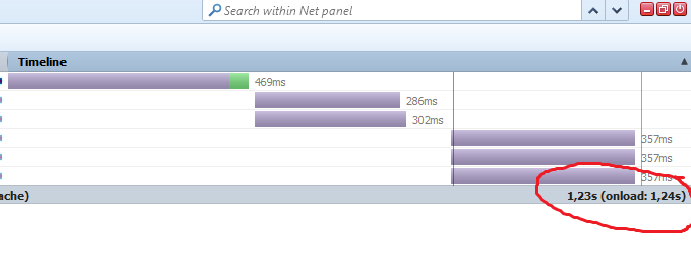 Search within Net panel
Timeline
469ms
286ms
302ms
357ms
357ms
357ms
ache)
1,23s (onload: 1,24s)